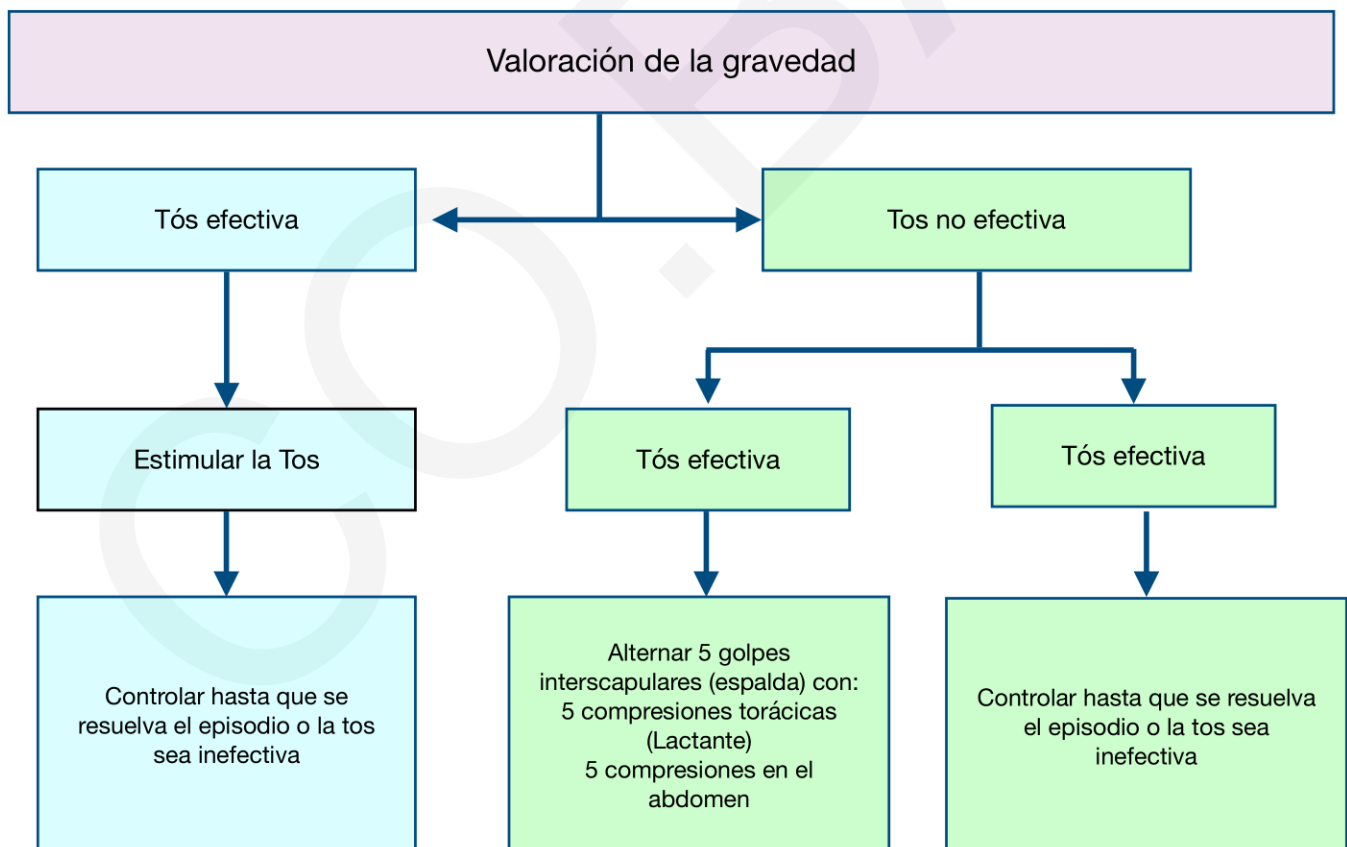 Valoración de la gravedad
Tós efectiva
Tos no efectiva
Estimular la Tos
Tós efectiva
Tós efectiva
Controlar hasta que se
resuelva el episodio o la tos
sea inefectiva
Alternar 5 golpes
interscapulares (espalda) con:
5 compresiones torácicas
(Lactante)
5 compresiones en el
abdomen
Controlar hasta que se resuelva
el episodio o la tos sea
inefectiva